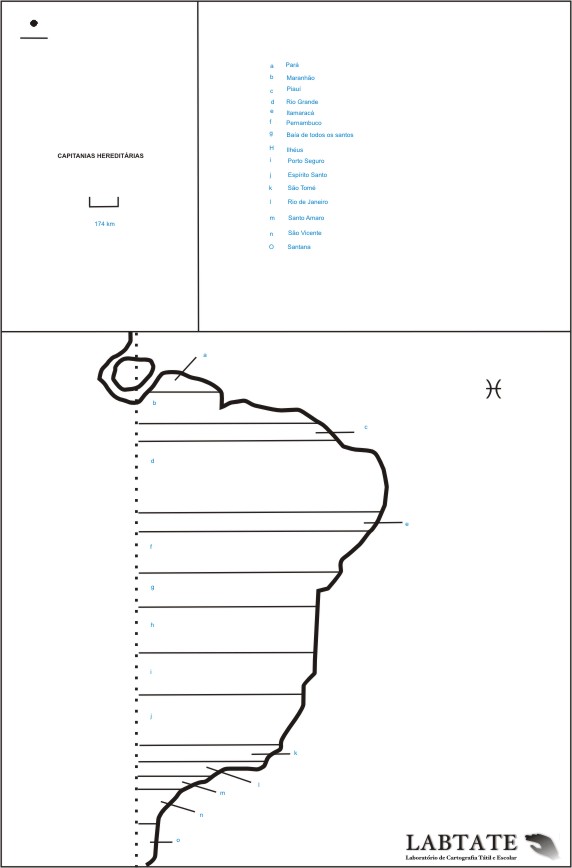 CAPITANIAS HEREDITÁRIAS
174 km
a Pará
b Maranhão
c Piauí
d Rio Grande
e Itamaracá
f Pernambuco
g Baía de todos os santos
H Ilhéus
i Porto Seguro
j Espírito Santo
k São Tomé
l Rio de Janeiro
m Santo Amaro
n São Vicente
O Santana
a
b
c
d
e
f
g
h
i
j
k
l
m
n
o
LABTATE
Laboratório de Cartografia Tátil e Escolar